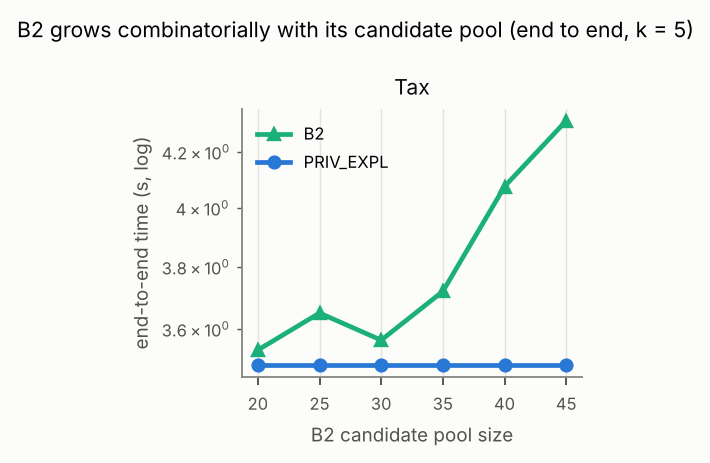 B2 grows combinatorially with its candidate pool (end to end, k = 5)
Tax
B2
PRIV_EXPL
end-to-end time (s, log)
4.2 × 10⁰
4 × 10⁰
3.8 × 10⁰
3.6 × 10⁰
20 25 30 35 40 45
B2 candidate pool size